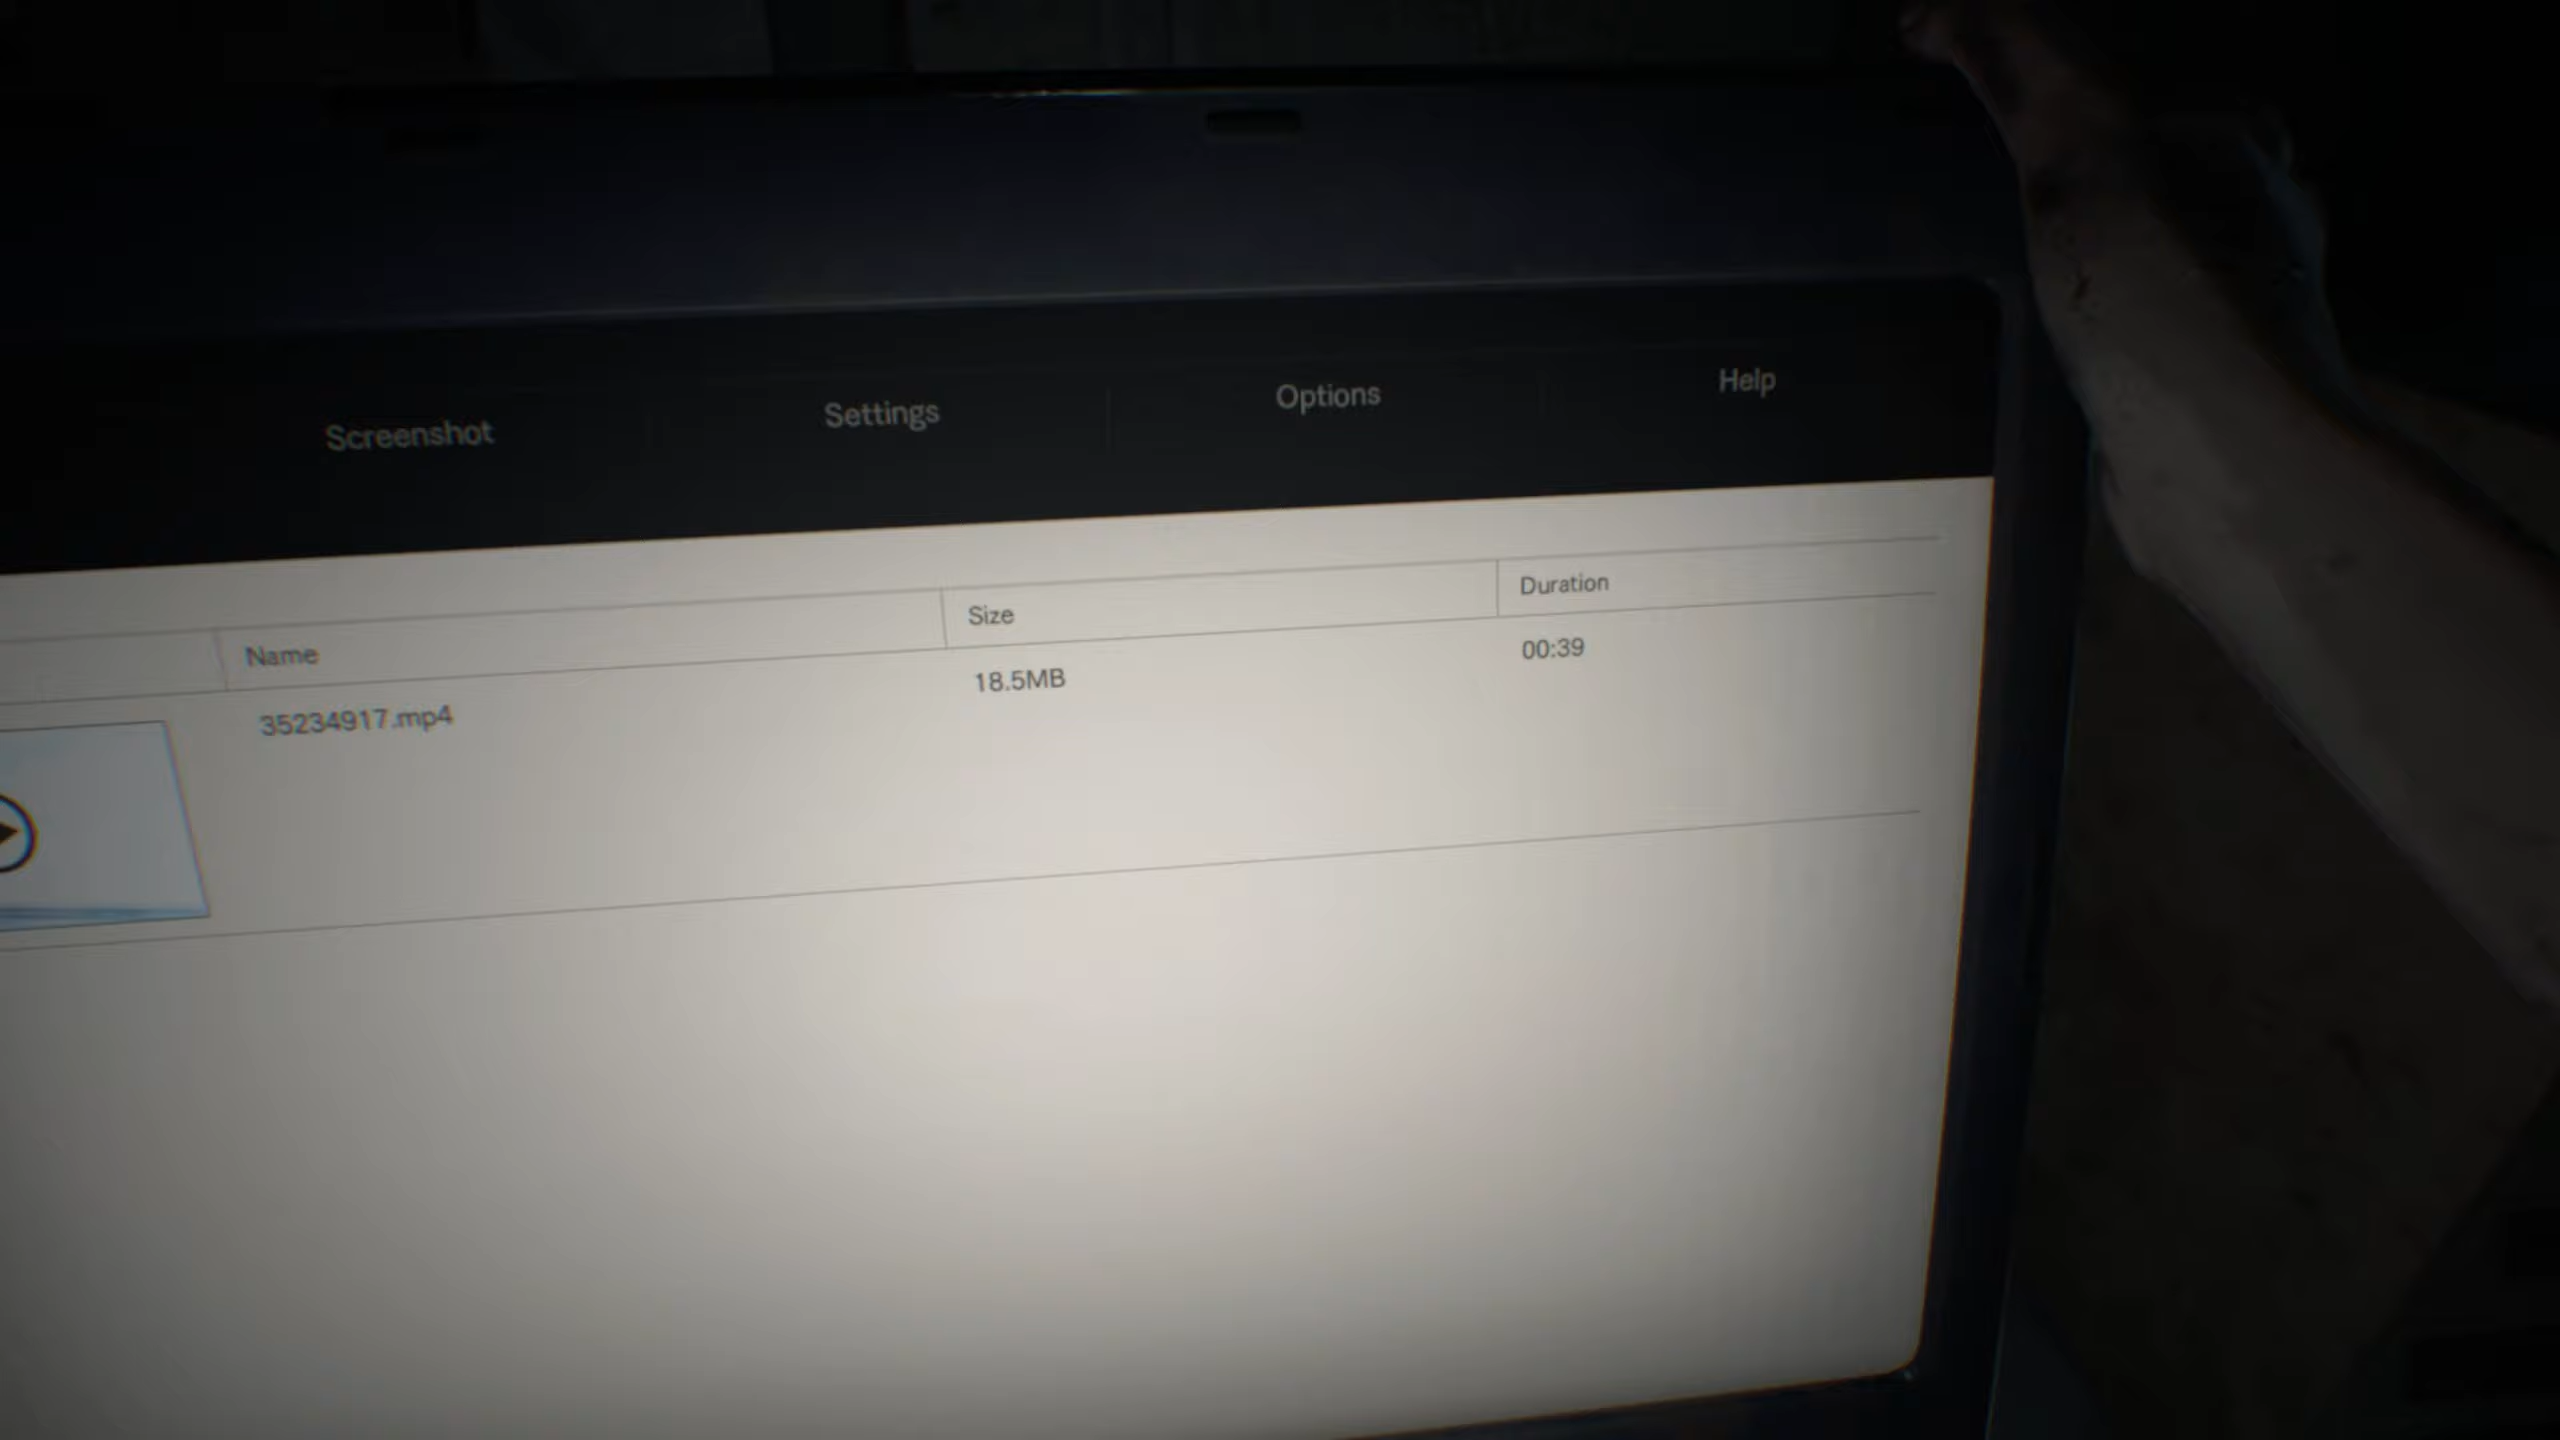 Screenshot Settings Options Help
Name Size Duration
35234917.mp4 18.5MB 00:39